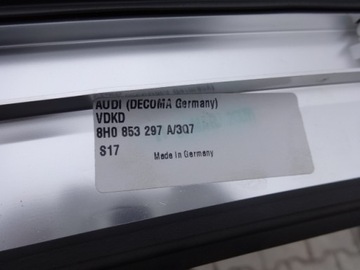 AUDI (DECOMA Germany)
VDKD
8H0 853 297 A/3Q7
S17
Made in Germany